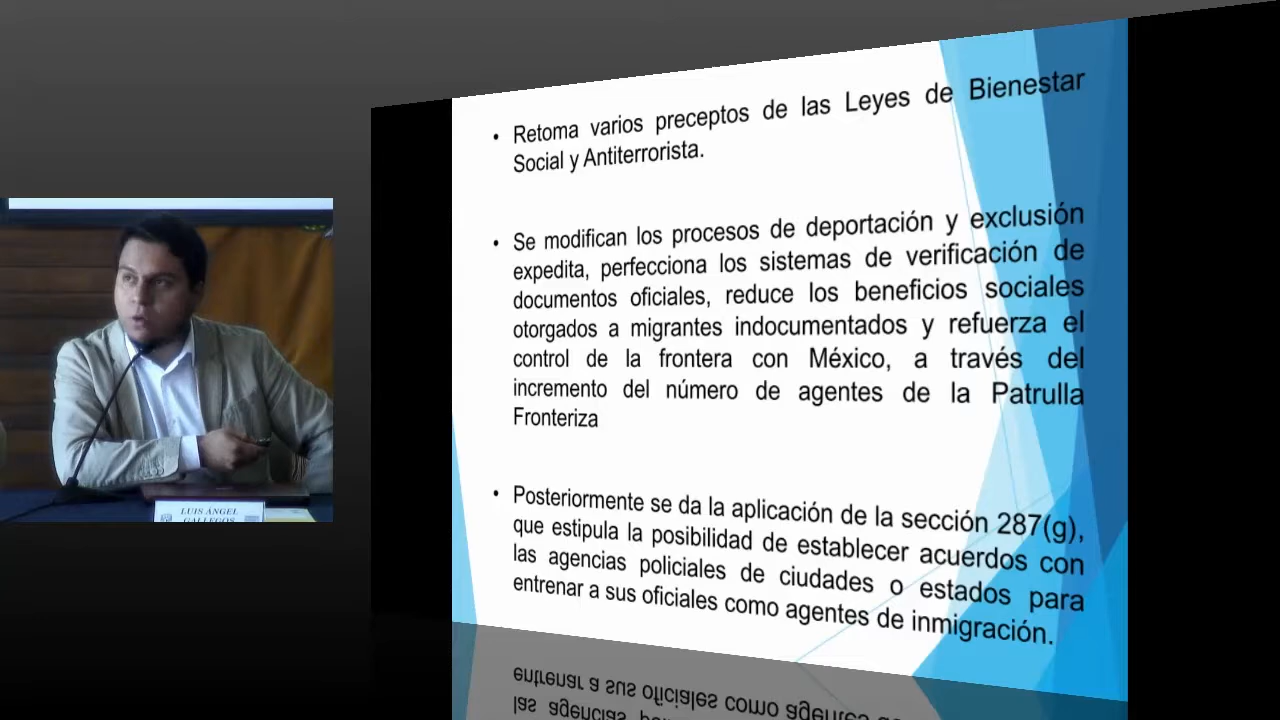 • Retoma varios preceptos de las Leyes de Bienestar
Social y Antiterrorista.
• Se modifican los procesos de deportación y exclusión
expedita, perfecciona los sistemas de verificación de
documentos oficiales, reduce los beneficios sociales
otorgados a migrantes indocumentados y refuerza el
control de la frontera con México, a través del
incremento del número de agentes de la Patrulla
Fronteriza
• Posteriormente se da la aplicación de la sección 287(g),
que estipula la posibilidad de establecer acuerdos con
las agencias policiales de ciudades o estados para
entrenar a sus oficiales como agentes de inmigración.
LUIS ÁNGEL
GALLEGOS